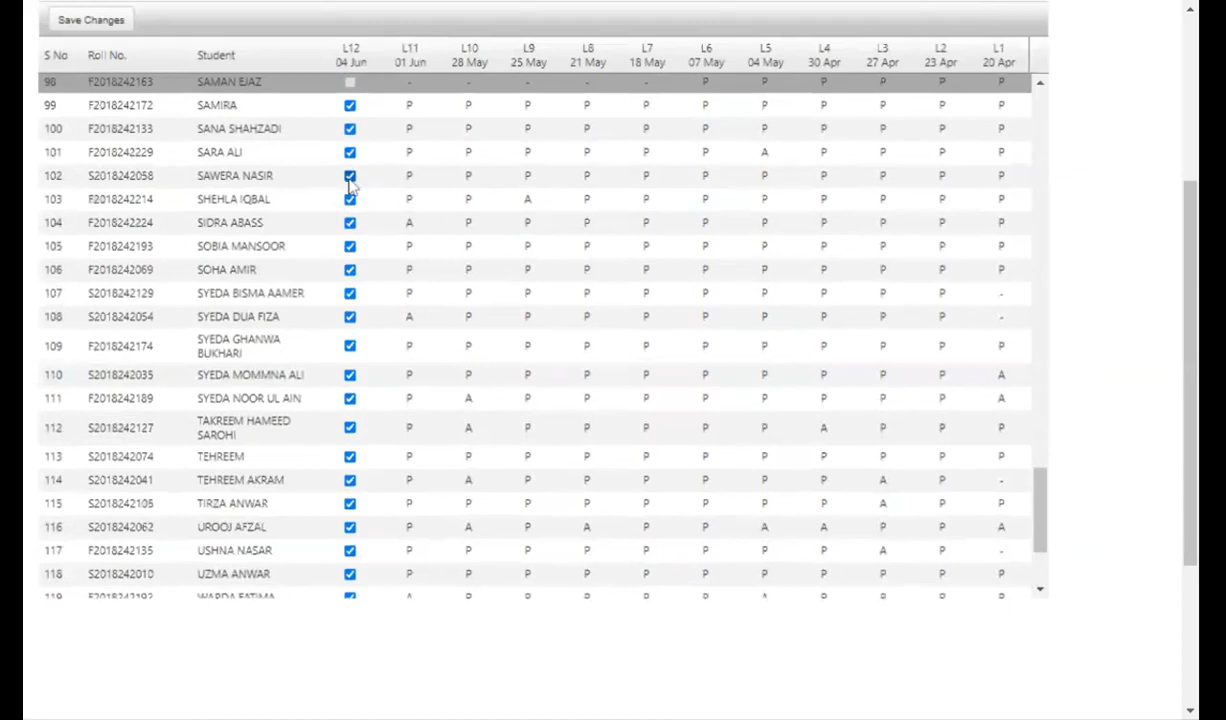 Save Changes
S No Roll No. Student L12 L11 L10 L9 L8 L7 L6 L5 L4 L3 L2 L1
04 Jun 01 Jun 28 May 25 May 21 May 18 May 07 May 04 May 30 Apr 27 Apr 23 Apr 20 Apr
98 F2018242163 SAMAN EJAZ - - - - - P P P P P P
99 F2018242172 SAMIRA P P P P P P P P P P P
100 F2018242133 SANA SHAHZADI P P P P P P P P P P P
101 F2018242229 SARA ALI P P P P P P A P P P P
102 S2018242058 SAWERA NASIR P P P P P P P P P P P
103 F2018242214 SHEHLA IQBAL P P A P P P P P P P P
104 F2018242224 SIDRA ABASS A P P P P P P P P P P
105 F2018242193 SOBIA MANSOOR P P P P P P P P P P P
106 F2018242069 SOHA AMIR P P P P P P P P P P P
107 S2018242129 SYEDA BISMA AAMER P P P P P P P P P P -
108 S2018242054 SYEDA DUA FIZA A P P P P P P P P P -
109 F2018242174 SYEDA GHANWA P P P P P P P P P P P
BUKHARI
110 S2018242035 SYEDA MOMMNA ALI P P P P P P P P P P A
111 F2018242189 SYEDA NOOR UL AIN P A P P P P P P P P A
112 S2018242127 TAKREEM HAMEED P A P P P P P A P P P
SAROHI
113 S2018242074 TEHREEM P P P P P P P P P P P
114 S2018242041 TEHREEM AKRAM P A P P P P P P A P -
115 S2018242105 TIRZA ANWAR P P P P P P P P A P P
116 S2018242062 UROOJ AFZAL P A P A P P A A P P A
117 F2018242135 USHNA NASAR P P P P P P P P A P -
118 S2018242010 UZMA ANWAR P P P P P P P P P P P
119 F2018242192 WARDA FATIMA A P P P P P A P P P P